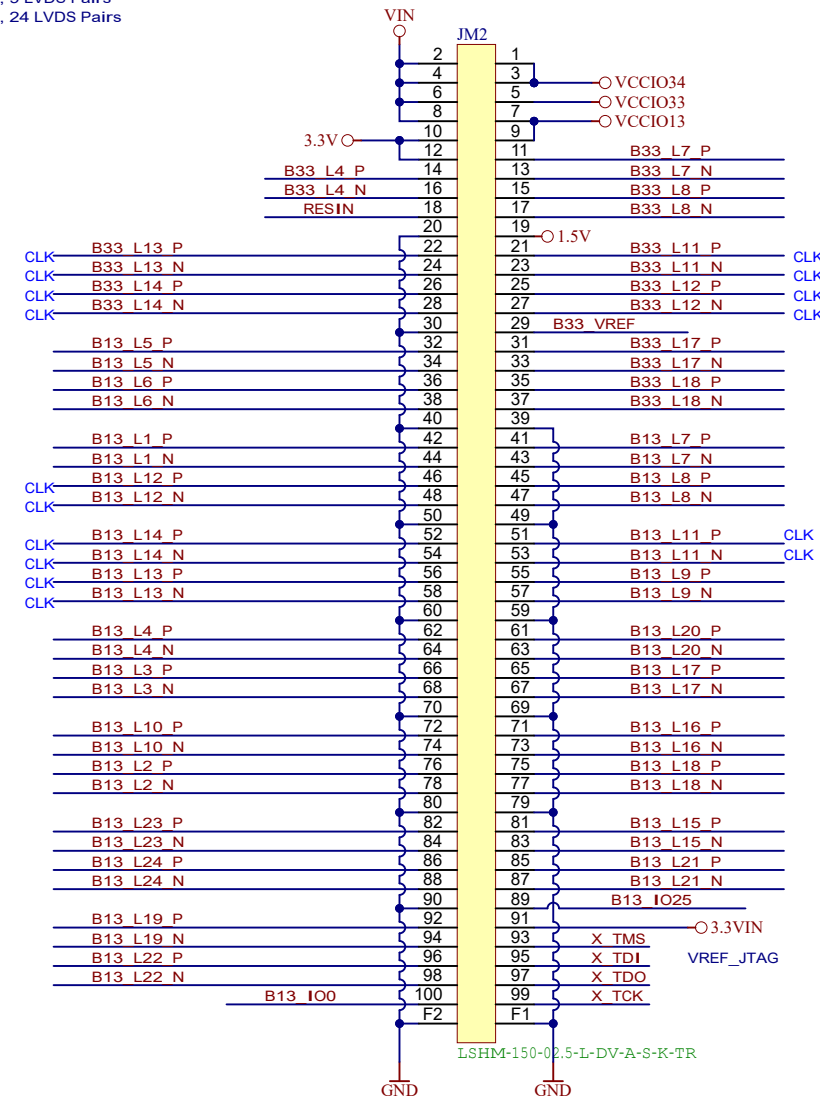 , 24 LVDS Pairs
VIN
JM2
2 1
4 3 VCCIO34
6 5 VCCIO33
8 7 VCCIO13
3.3V 10 9
12 11 B33_L7_P
B33_L4_P 14 13 B33_L7_N
B33_L4_N 16 15 B33_L8_P
RESIN 18 17 B33_L8_N
20 19 1.5V
CLK B33_L13_P 22 21 B33_L11_P CLK
CLK B33_L13_N 24 23 B33_L11_N CLK
CLK B33_L14_P 26 25 B33_L12_P CLK
CLK B33_L14_N 28 27 B33_L12_N CLK
30 29 B33_VREF
B13_L5_P 32 31 B33_L17_P
B13_L5_N 34 33 B33_L17_N
B13_L6_P 36 35 B33_L18_P
B13_L6_N 38 37 B33_L18_N
40 39
B13_L1_P 42 41 B13_L7_P
B13_L1_N 44 43 B13_L7_N
CLK B13_L12_P 46 45 B13_L8_P
CLK B13_L12_N 48 47 B13_L8_N
50 49
CLK B13_L14_P 52 51 B13_L11_P CLK
CLK B13_L14_N 54 53 B13_L11_N CLK
CLK B13_L13_P 56 55 B13_L9_P
CLK B13_L13_N 58 57 B13_L9_N
60 59
B13_L4_P 62 61 B13_L20_P
B13_L4_N 64 63 B13_L20_N
B13_L3_P 66 65 B13_L17_P
B13_L3_N 68 67 B13_L17_N
70 69
B13_L10_P 72 71 B13_L16_P
B13_L10_N 74 73 B13_L16_N
B13_L2_P 76 75 B13_L18_P
B13_L2_N 78 77 B13_L18_N
80 79
B13_L23_P 82 81 B13_L15_P
B13_L23_N 84 83 B13_L15_N
B13_L24_P 86 85 B13_L21_P
B13_L24_N 88 87 B13_L21_N
90 89 B13_IO25
B13_L19_P 92 91 3.3VIN
B13_L19_N 94 93 X_TMS
B13_L22_P 96 95 X_TDI VREF_JTAG
B13_L22_N 98 97 X_TDO
B13_IO0 100 99 X_TCK
F2 F1
LSHM-150-02.5-L-DV-A-S-K-TR
GND GND